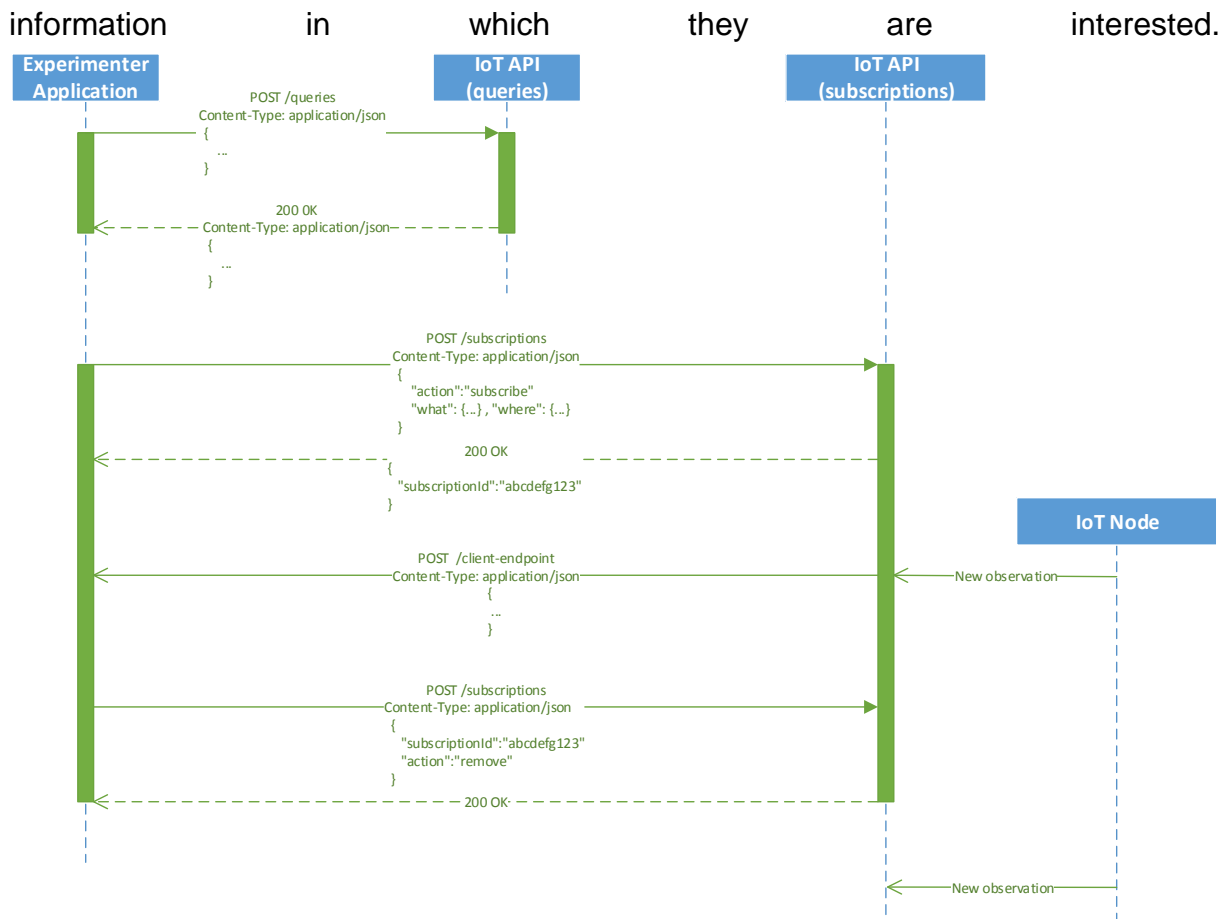 information in which they are interested.
Experimenter
Application
IoT API
(queries)
IoT API
(subscriptions)
POST /queries
Content-Type: application/json
{
...
}
200 0K
Content-Type: application/json
{
...
}
POST /subscriptions
Content-Type: application/json
{
"action":"subscribe"
"what": {...} , "where": {...}
}
200 OK
{
"subscriptionId":"abcdefg123"
}
IoT Node
POST /client-endpoint
Content-Type: application/json
{
...
}
New observation
POST /subscriptions
Content-Type: application/json
{
"subscriptionId":"abcdefg123"
"action":"remove"
}
200 OK
New observation